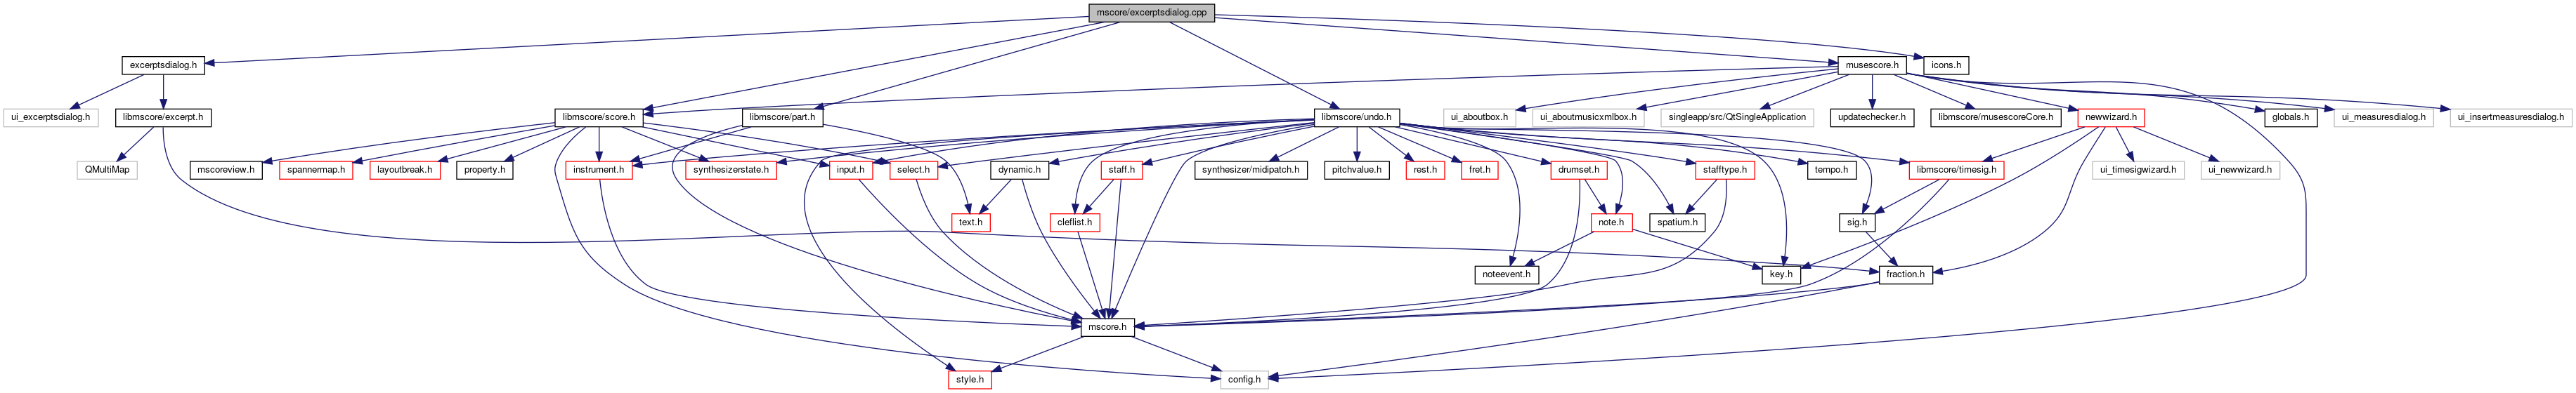 mscore/excerptsdialog.cpp
excerptsdialog.h
musescore.h
icons.h
ui_excerptsdialog.h
libmscore/excerpt.h
libmscore/score.h
libmscore/part.h
libmscore/undo.h
ui_aboutbox.h
ui_aboutmusicxmlbox.h
singleapp/src/QtSingleApplication
updatechecker.h
libmscore/musescoreCore.h
newwizard.h
globals.h
ui_measuresdialog.h
ui_insertmeasuresdialog.h
QMultiMap
mscoreview.h
spannermap.h
layoutbreak.h
property.h
instrument.h
synthesizerstate.h
input.h
select.h
dynamic.h
staff.h
synthesizer/midipatch.h
pitchvalue.h
rest.h
fret.h
drumset.h
stafftype.h
tempo.h
libmscore/timesig.h
ui_timesigwizard.h
ui_newwizard.h
text.h
cleflist.h
note.h
spatium.h
sig.h
noteevent.h
key.h
fraction.h
mscore.h
style.h
config.h